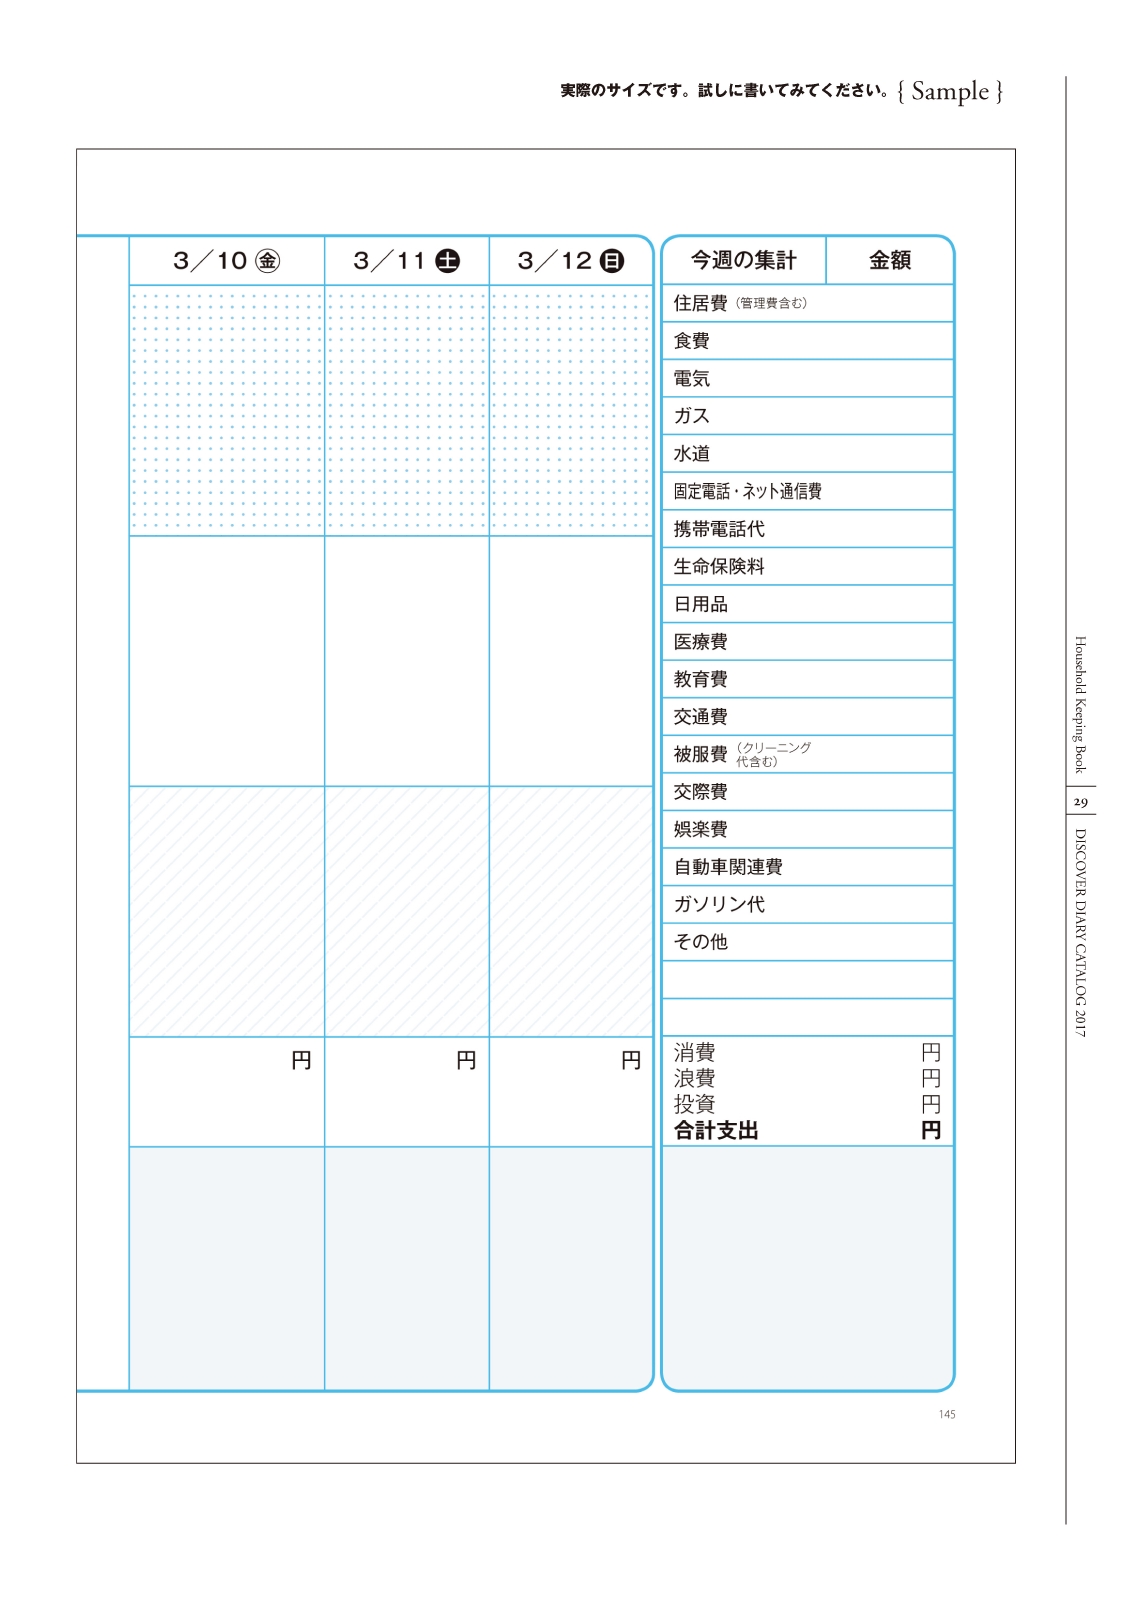 実際のサイズです。試しに書いてみてください。{ Sample }
3／10 ㊎
3／11 土
3／12 日
今週の集計
金額
住居費（管理費含む）
食費
電気
ガス
水道
固定電話・ネット通信費
携帯電話代
生命保険料
日用品
医療費
教育費
交通費
被服費（クリーニング
代含む）
交際費
娯楽費
自動車関連費
ガソリン代
その他
円
円
円
消費 円
浪費 円
投資 円
合計支出 円
145
Household Keeping Book
29
DISCOVER DIARY CATALOG 2017